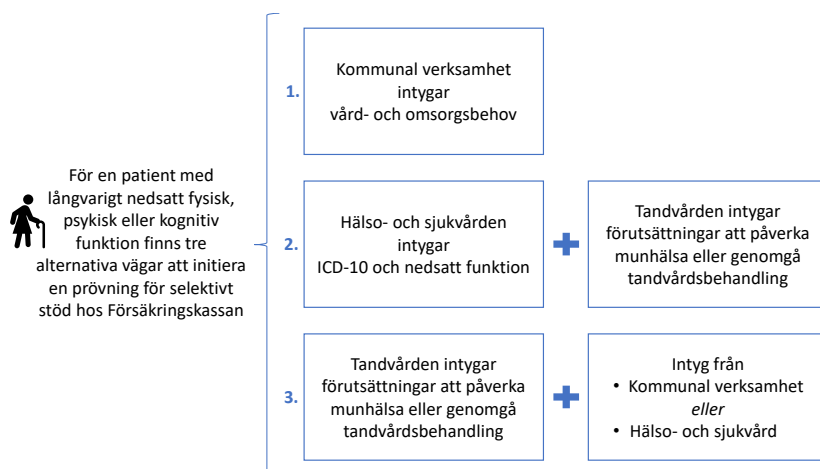 För en patient med
långvarigt nedsatt fysisk,
psykisk eller kognitiv
funktion finns tre
alternativa vägar att initiera
en prövning för selektivt
stöd hos Försäkringskassan
1.
Kommunal verksamhet
intygar
vård- och omsorgsbehov
2.
Hälso- och sjukvården
intygar
ICD-10 och nedsatt funktion
Tandvården intygar
förutsättningar att påverka
munhälsa eller genomgå
tandvårdsbehandling
3.
Tandvården intygar
förutsättningar att påverka
munhälsa eller genomgå
tandvårdsbehandling
Intyg från
• Kommunal verksamhet
eller
• Hälso- och sjukvård